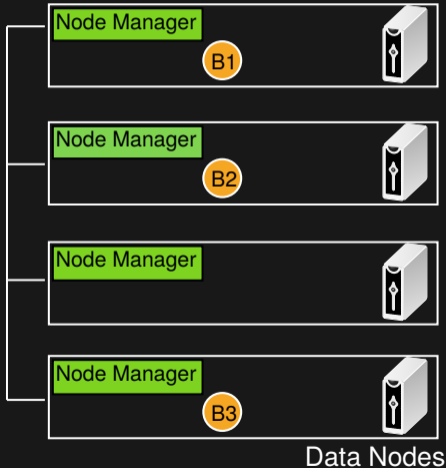 Node Manager
B1
Node Manager
B2
Node Manager
Node Manager
B3
Data Nodes